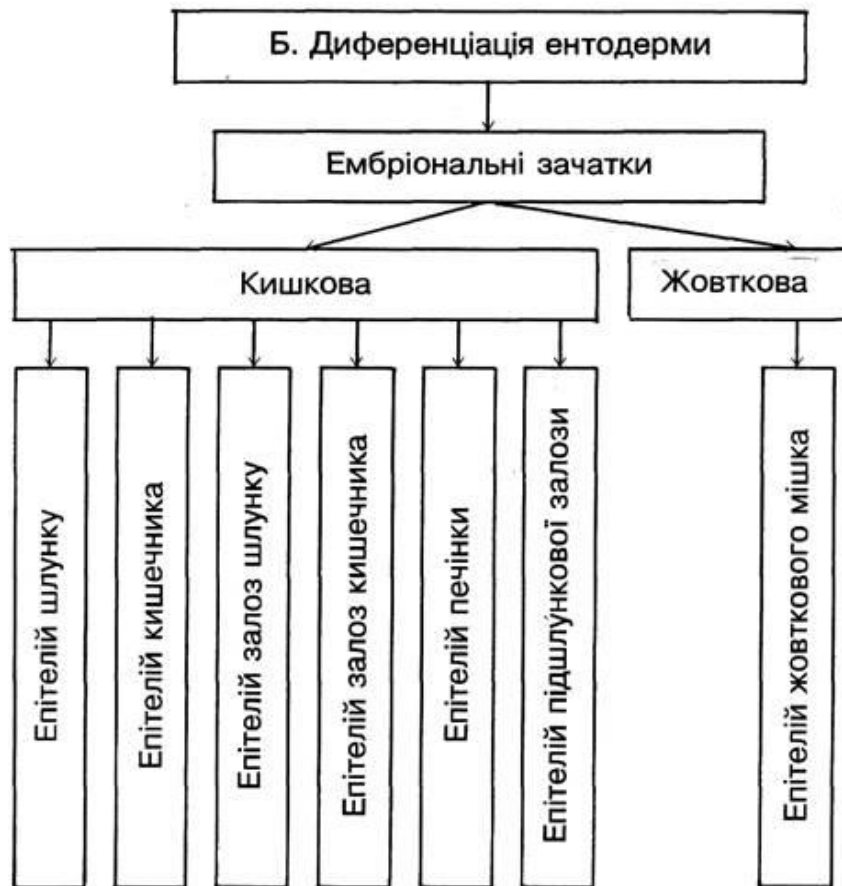 Б. Диференціація ентодерми
Ембріональні зачатки
Кишкова
Жовткова
Епітелій шлунку
Епітелій кишечника
Епітелій залоз шлунку
Епітелій залоз кишечника
Епітелій печінки
Епітелій підшлункової залози
Епітелій жовткового мішка